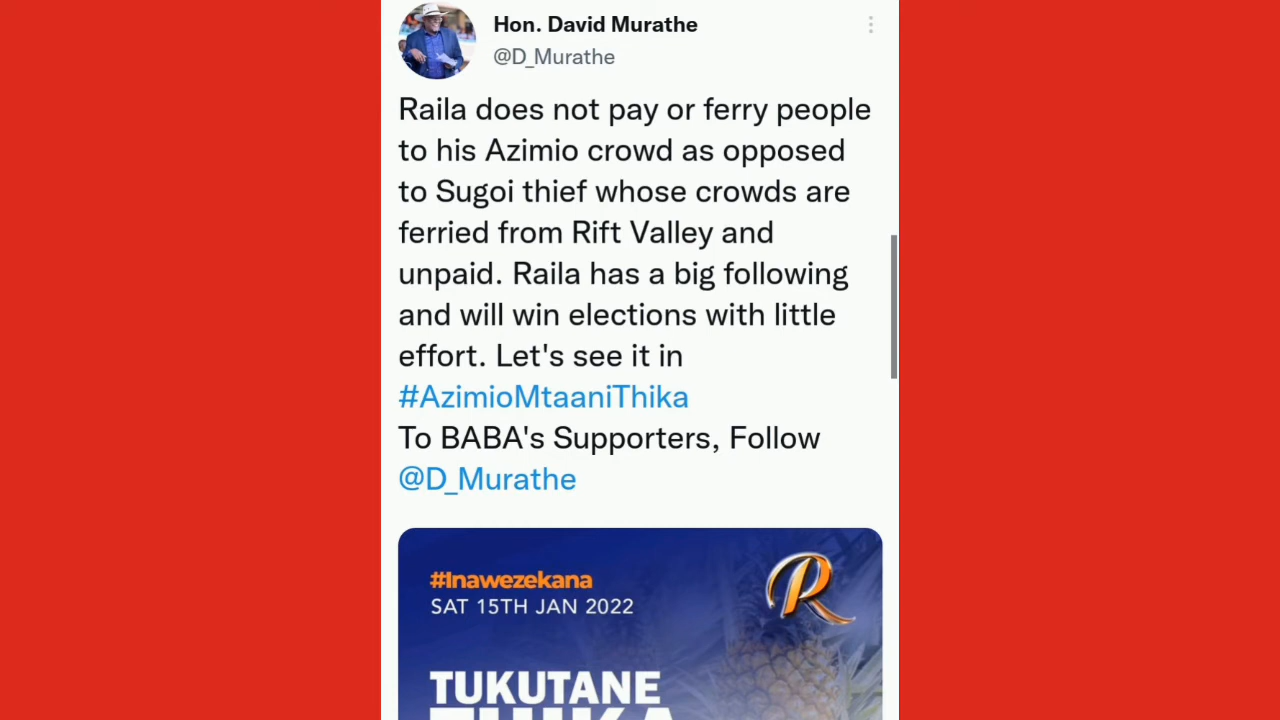 Hon. David Murathe
@D_Murathe
Raila does not pay or ferry people
to his Azimio crowd as opposed
to Sugoi thief whose crowds are
ferried from Rift Valley and
unpaid. Raila has a big following
and will win elections with little
effort. Let's see it in
#AzimioMtaaniThika
To BABA's Supporters, Follow
@D_Murathe
#Inawezekana
SAT 15TH JAN 2022
R
TUKUTANE
THIKA